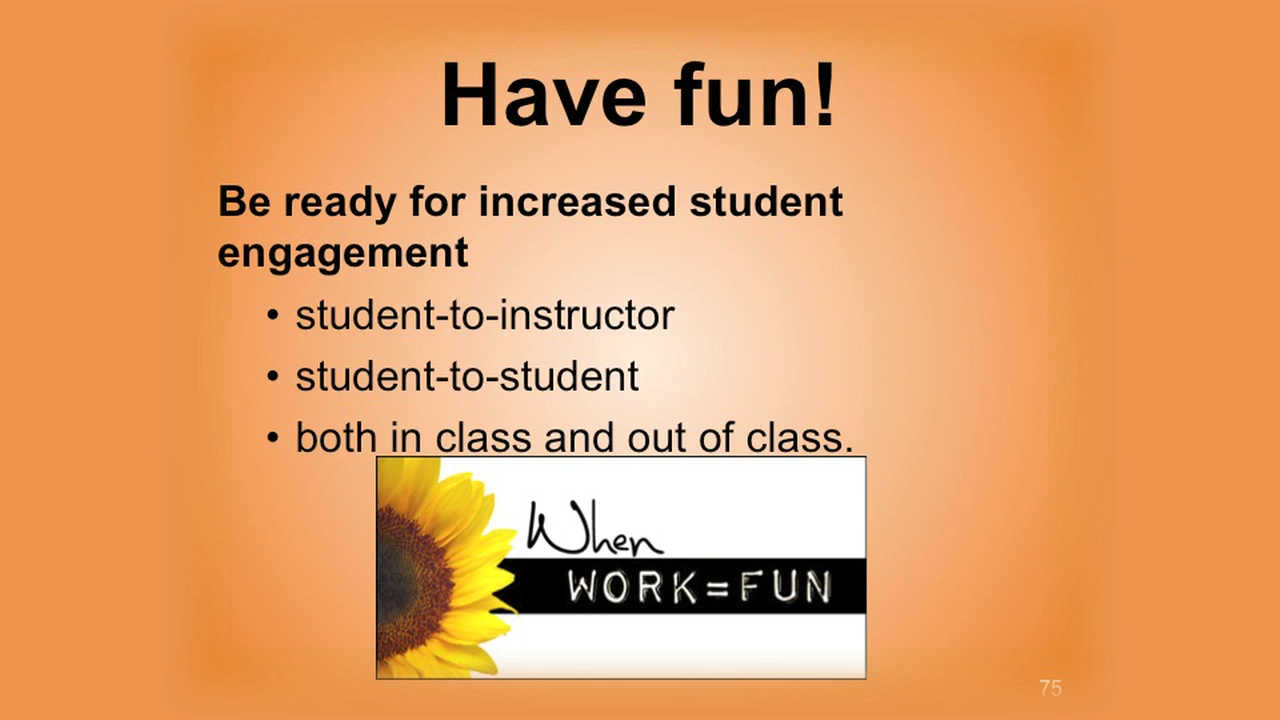 Have fun!
Be ready for increased student
engagement
• student-to-instructor
• student-to-student
• both in class and out of class.
When
WORK=FUN
75